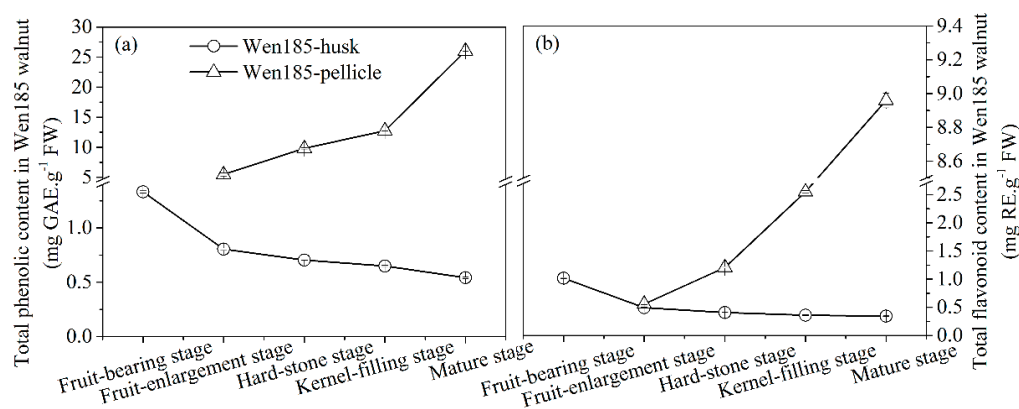 Total phenolic content in Wen185 walnut
(mg GAE.g-1 FW)
30
25
20
15
10
5
1.0
0.5
0.0
(a)
Wen185-husk
Wen185-pellicle
Fruit-bearing stage
Fruit-enlargement stage
Hard-stone stage
Kernel-filling stage
Mature stage
(b)
9.4
9.2
9.0
8.8
8.6
2.5
2.0
1.5
1.0
0.5
0.0
Total flavonoid content in Wen185 walnut
(mg RE.g-1 FW)
Fruit-bearing stage
Fruit-enlargement stage
Hard-stone stage
Kernel-filling stage
Mature stage